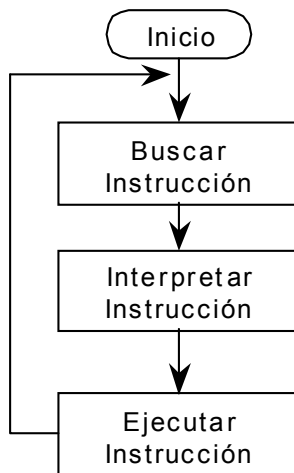 Inicio
Buscar
Instrucción
Interpretar
Instrucción
Ejecutar
Instrucción